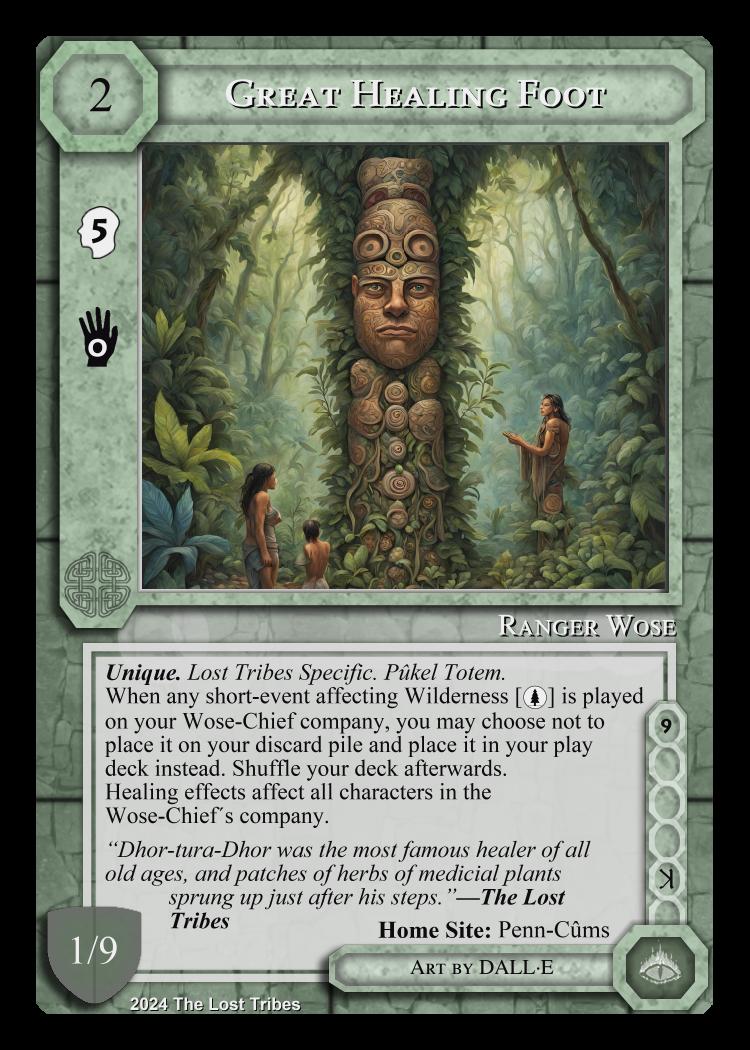 2
Great Healing Foot
5
0
Ranger Wose
Unique. Lost Tribes Specific. Pûkel Totem.
When any short-event affecting Wilderness [ ] is played
on your Wose-Chief company, you may choose not to
place it on your discard pile and place it in your play
deck instead. Shuffle your deck afterwards.
Healing effects affect all characters in the
Wose-Chief´s company.
9
“Dhor-tura-Dhor was the most famous healer of all
old ages, and patches of herbs of medicial plants
sprung up just after his steps.”—The Lost
Tribes
Home Site: Penn-Cûms
1/9
Art by DALL·E
2024 The Lost Tribes